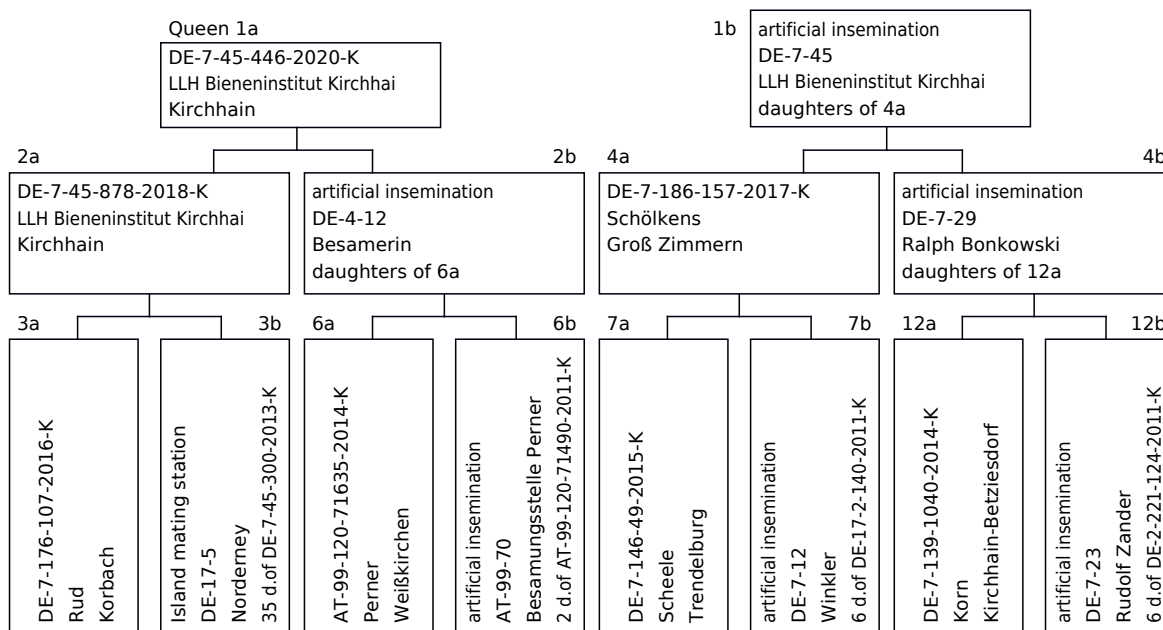 Queen 1a
DE-7-45-446-2020-K
LLH Bieneninstitut Kirchhai
Kirchhain
1b
artificial insemination
DE-7-45
LLH Bieneninstitut Kirchhai
daughters of 4a
2a
DE-7-45-878-2018-K
LLH Bieneninstitut Kirchhai
Kirchhain
2b
artificial insemination
DE-4-12
Besamerin
daughters of 6a
4a
DE-7-186-157-2017-K
Schölkens
Groß Zimmern
4b
artificial insemination
DE-7-29
Ralph Bonkowski
daughters of 12a
3a
DE-7-176-107-2016-K
Rud
Korbach
3b
Island mating station
DE-17-5
Norderney
35 d.of DE-7-45-300-2013-K
6a
AT-99-120-71635-2014-K
Perner
Weißkirchen
6b
artificial insemination
AT-99-70
Besamungsstelle Perner
2 d.of AT-99-120-71490-2011-K
7a
DE-7-146-49-2015-K
Scheele
Trendelburg
7b
artificial insemination
DE-7-12
Winkler
6 d.of DE-17-2-140-2011-K
12a
DE-7-139-1040-2014-K
Korn
Kirchhain-Betziesdorf
12b
artificial insemination
DE-7-23
Rudolf Zander
6 d.of DE-2-221-124-2011-K